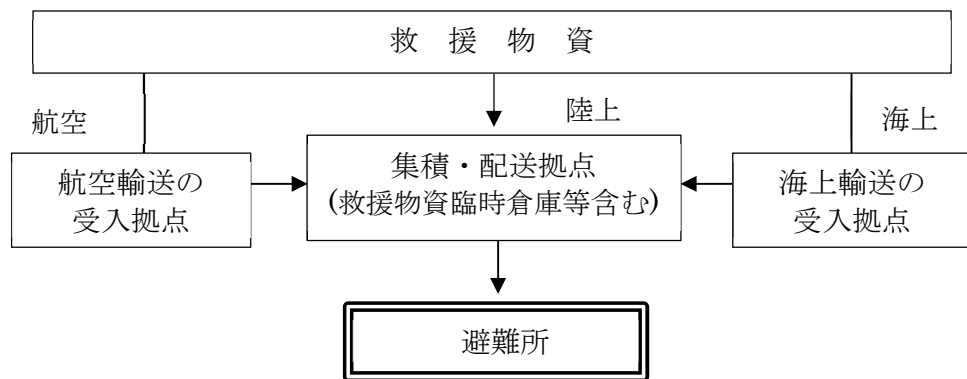 救援物資
航空
陸上
海上
航空輸送の
受入拠点
集積・配送拠点
(救援物資臨時倉庫等含む)
海上輸送の
受入拠点
避難所